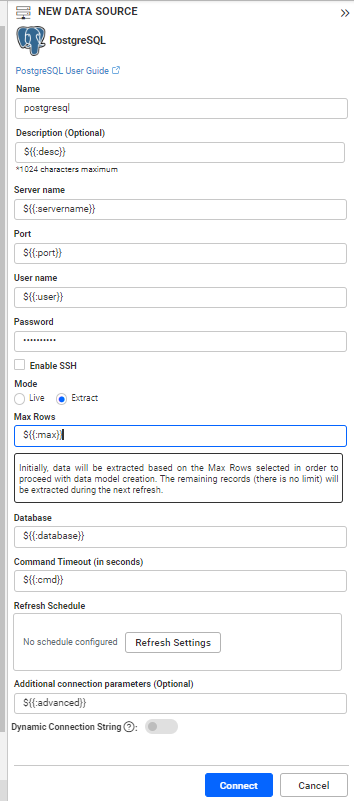 NEW DATA SOURCE
PostgreSQL
PostgreSQL User Guide
Name
postgresql
Description (Optional)
${{:desc}}
*1024 characters maximum
Server name
${{:servername}}
Port
${{:port}}
User name
${{:user}}
Password
••••••••••
Enable SSH
Mode
Live Extract
Max Rows
${{:max}}
Initially, data will be extracted based on the Max Rows selected in order to
proceed with data model creation. The remaining records (there is no limit) will
be extracted during the next refresh.
Database
${{:database}}
Command Timeout (in seconds)
${{:cmd}}
Refresh Schedule
No schedule configured Refresh Settings
Additional connection parameters (Optional)
${{:advanced}}
Dynamic Connection String ?:
Connect Cancel